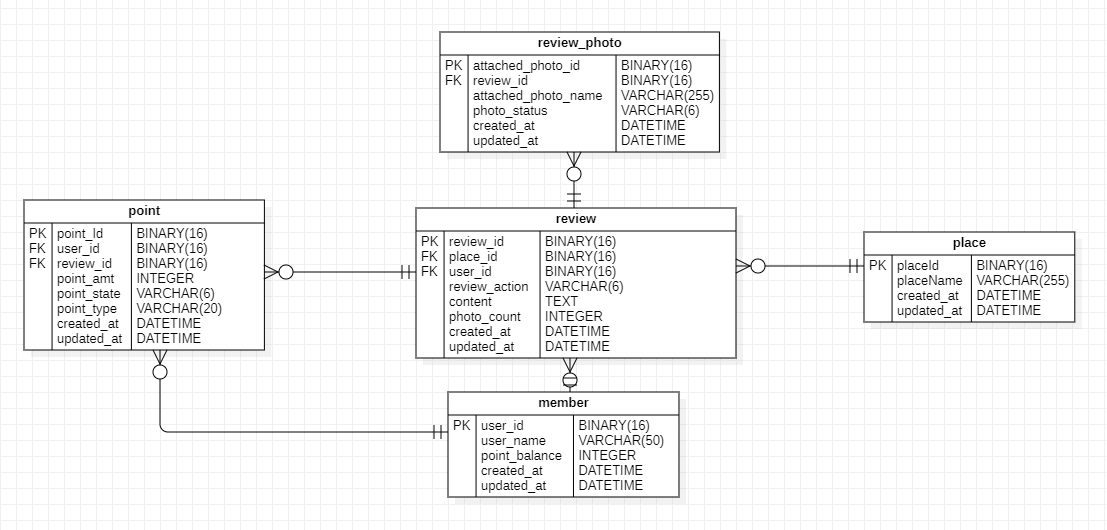 review_photo
PK attached_photo_id BINARY(16)
FK review_id BINARY(16)
attached_photo_name VARCHAR(255)
photo_status VARCHAR(6)
created_at DATETIME
updated_at DATETIME
point
PK point_Id BINARY(16)
FK user_id BINARY(16)
FK review_id BINARY(16)
point_amt INTEGER
point_state VARCHAR(6)
point_type VARCHAR(20)
created_at DATETIME
updated_at DATETIME
review
PK review_id BINARY(16)
FK place_id BINARY(16)
FK user_id BINARY(16)
review_action VARCHAR(6)
content TEXT
photo_count INTEGER
created_at DATETIME
updated_at DATETIME
place
PK placeId BINARY(16)
placeName VARCHAR(255)
created_at DATETIME
updated_at DATETIME
member
PK user_id BINARY(16)
user_name VARCHAR(50)
point_balance INTEGER
created_at DATETIME
updated_at DATETIME